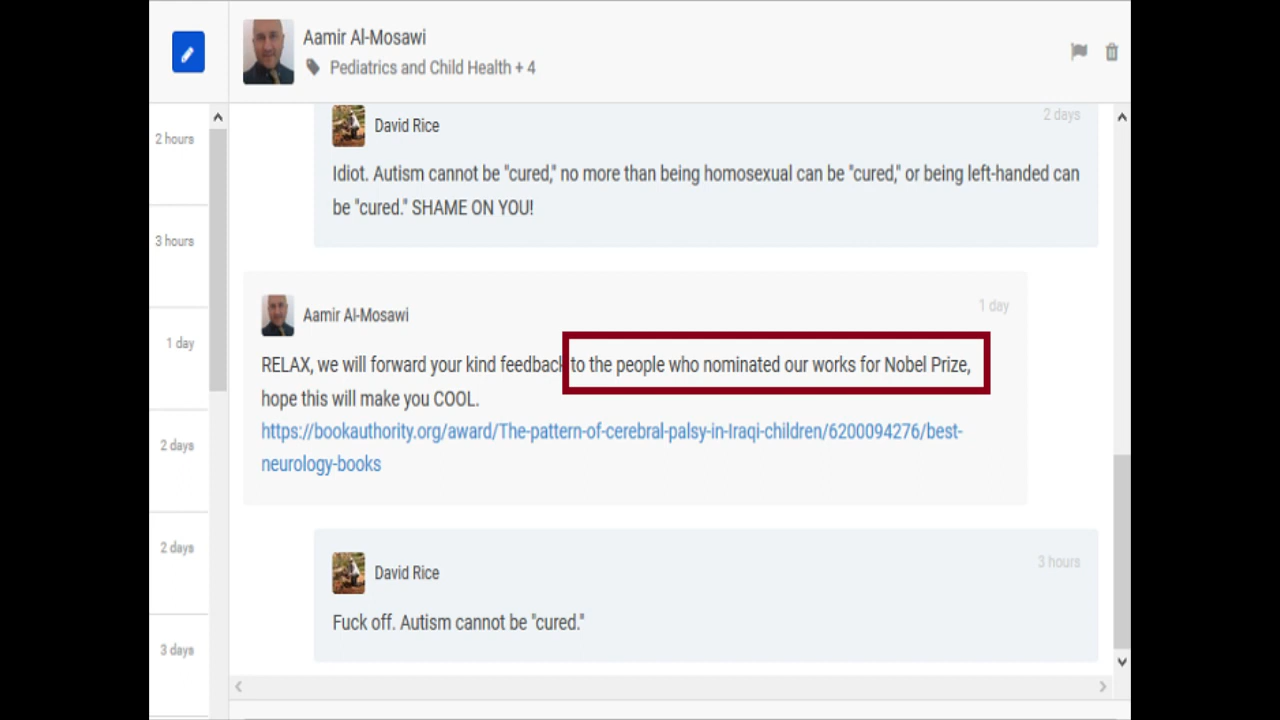 Aamir Al-Mosawi
Pediatrics and Child Health + 4
2 hours
3 hours
1 day
2 days
2 days
3 days
David Rice
2 days
Idiot. Autism cannot be "cured," no more than being homosexual can be "cured," or being left-handed can
be "cured." SHAME ON YOU!
Aamir Al-Mosawi
1 day
RELAX, we will forward your kind feedback to the people who nominated our works for Nobel Prize,
hope this will make you COOL.
https://bookauthority.org/award/The-pattern-of-cerebral-palsy-in-Iraqi-children/6200094276/best-
neurology-books
David Rice
3 hours
Fuck off. Autism cannot be "cured."